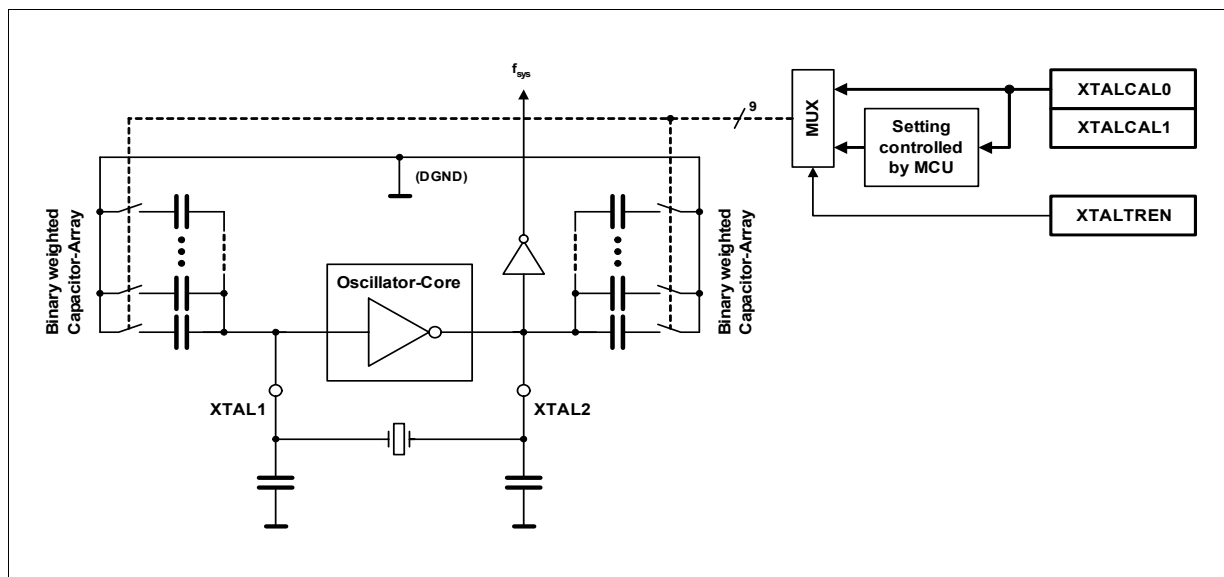 f_sys
9
MUX
XTALCAL0
XTALCAL1
Setting
controlled
by MCU
(DGND)
XTALTREN
Binary weighted
Capacitor-Array
Oscillator-Core
Binary weighted
Capacitor-Array
XTAL1
XTAL2